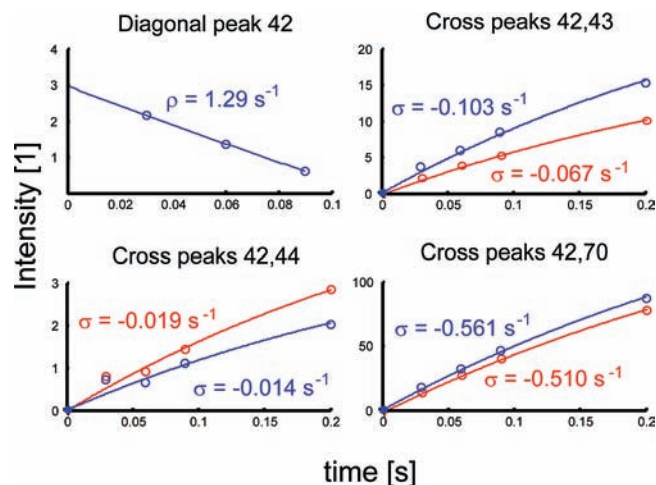 Diagonal peak 42
4
3
2
1
ρ = 1.29 s⁻¹
0
0.02
0.04
0.06
0.08
0.1
Cross peaks 42,43
20
15
10
5
0
σ = -0.103 s⁻¹
σ = -0.067 s⁻¹
0
0.05
0.1
0.15
0.2
Intensity [1]
Cross peaks 42,44
3
2
1
0
σ = -0.019 s⁻¹
σ = -0.014 s⁻¹
0
0.05
0.1
0.15
0.2
Cross peaks 42,70
100
50
0
σ = -0.561 s⁻¹
σ = -0.510 s⁻¹
0
0.05
0.1
0.15
0.2
time [s]